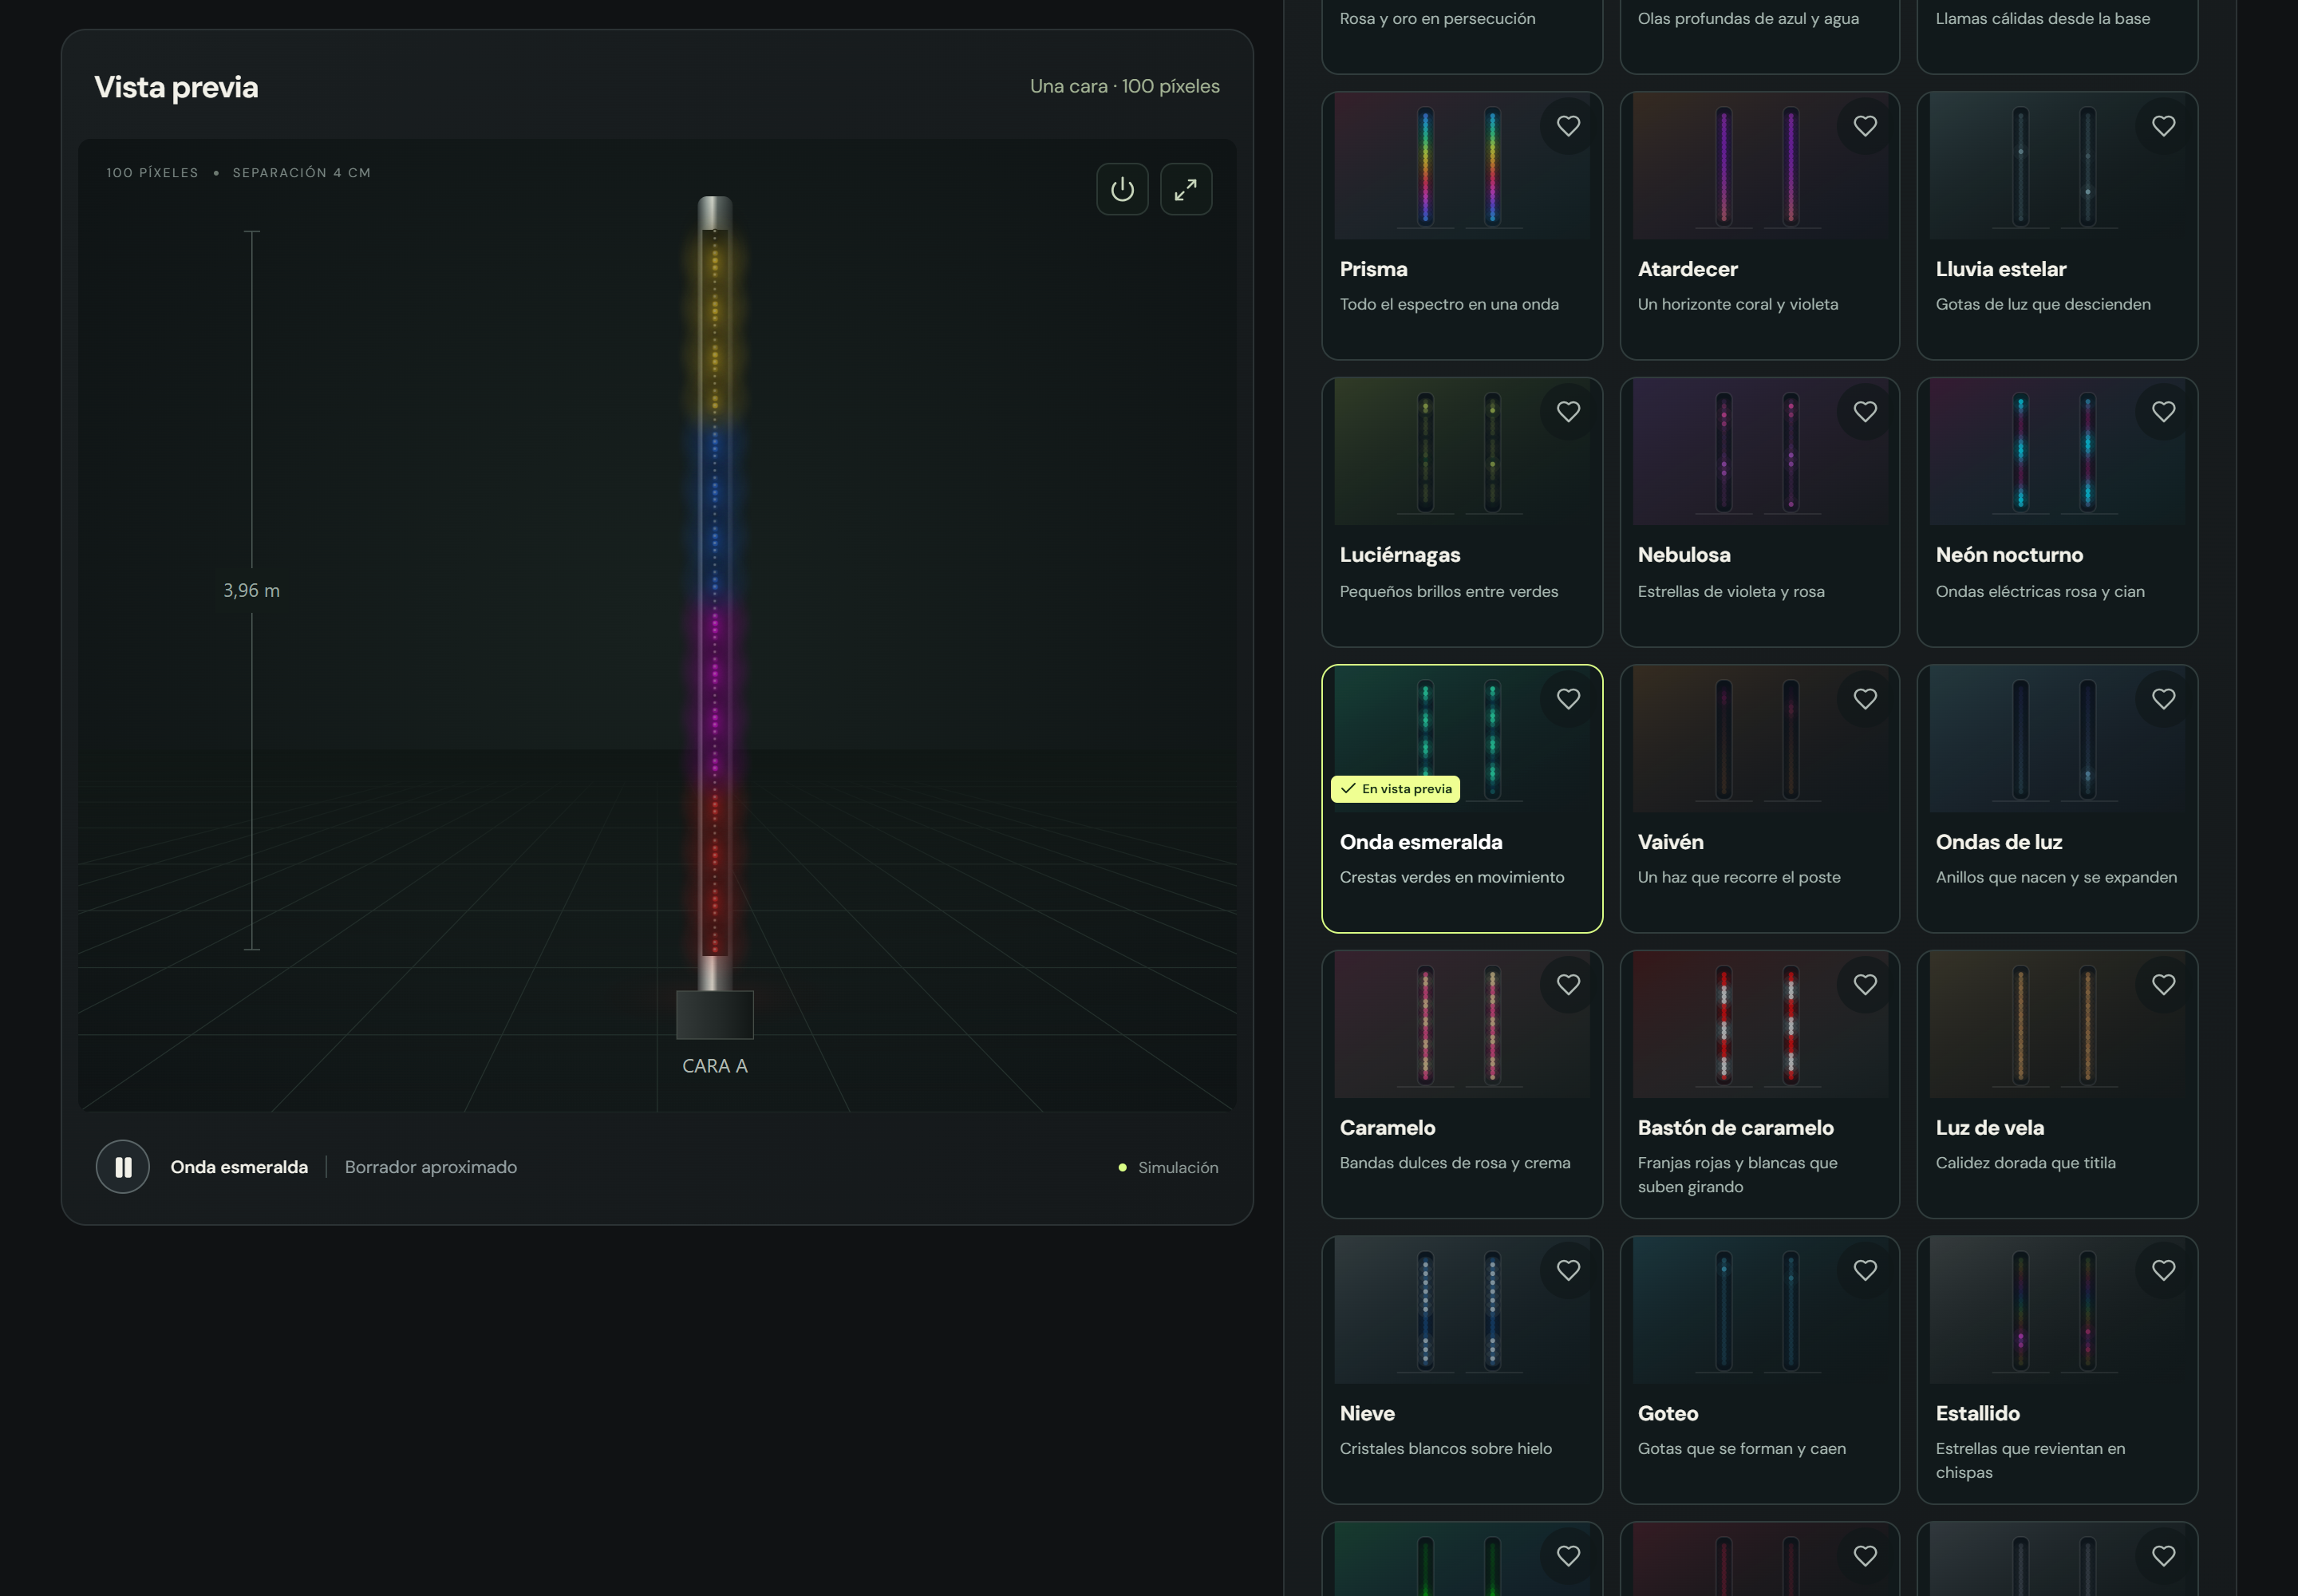 Vista previa
Una cara · 100 píxeles
100 PÍXELES • SEPARACIÓN 4 CM
3,96 m
CARA A
Onda esmeralda
Borrador aproximado
Simulación
Rosa y oro en persecución
Olas profundas de azul y agua
Llamas cálidas desde la base
Prisma
Todo el espectro en una onda
Atardecer
Un horizonte coral y violeta
Lluvia estelar
Gotas de luz que descienden
Luciérnagas
Pequeños brillos entre verdes
Nebulosa
Estrellas de violeta y rosa
Neón nocturno
Ondas eléctricas rosa y cian
En vista previa
Onda esmeralda
Crestas verdes en movimiento
Vaivén
Un haz que recorre el poste
Ondas de luz
Anillos que nacen y se expanden
Caramelo
Bandas dulces de rosa y crema
Bastón de caramelo
Franjas rojas y blancas que
suben girando
Luz de vela
Calidez dorada que titila
Nieve
Cristales blancos sobre hielo
Goteo
Gotas que se forman y caen
Estallido
Estrellas que revientan en
chispas